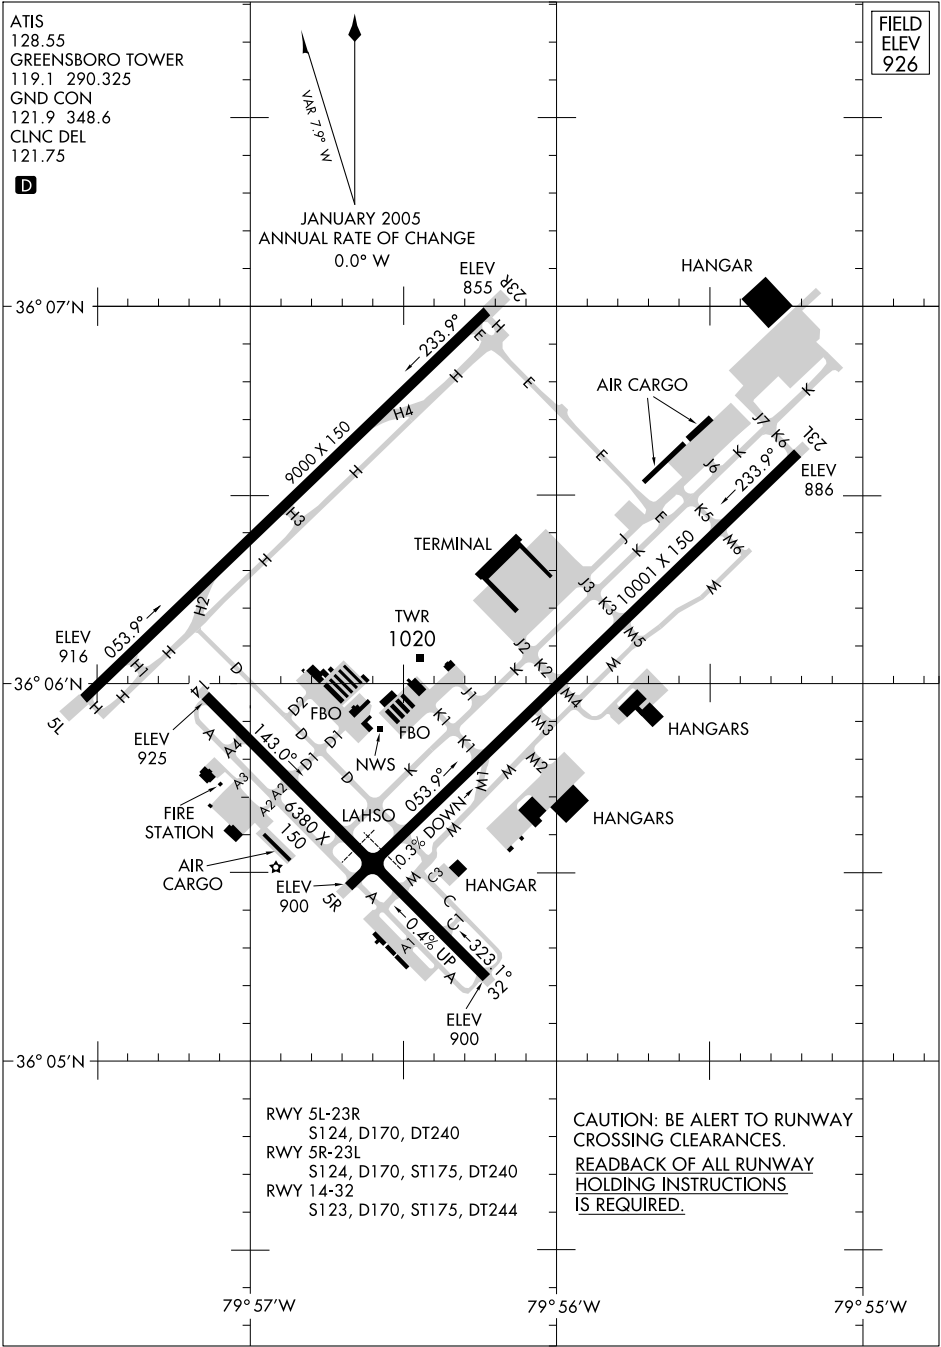 ATIS
128.55
GREENSBORO TOWER
119.1 290.325
GND CON
121.9 348.6
CLNC DEL
121.75
D
FIELD
ELEV
926
VAR 7.9° W
JANUARY 2005
ANNUAL RATE OF CHANGE
0.0° W
ELEV
855
23R
HANGAR
36°07'N
233.9°
H
E
H
E
H4
AIR CARGO
K
J7
K6
23L
9000 X 150
H
J6
K
233.9°
ELEV
886
E
H3
K5
E
M6
J
K
H
TERMINAL
10001 X 150
J3
K3
M
H2
M5
TWR
1020
053.9°
ELEV
916
H1
H
D
J2
K
K2
M
36°06'N
H
H
5L
14
D2
FBO
J1
M4
HANGARS
ELEV
925
A
A4
143.0°
D
D1
D1
FBO
K1
K1
M3
NWS
K
M2
M
M1
FIRE
STATION
A3
A2
A2
D
LAHSO
053.9°
6380 X
150
0.3% DOWN
M
HANGARS
AIR
CARGO
ELEV
900
5R
A
M
C3
HANGAR
C
C1
0.4% UP
A1
A
323.1°
32
ELEV
900
36°05'N
RWY 5L-23R
S124, D170, DT240
RWY 5R-23L
S124, D170, ST175, DT240
RWY 14-32
S123, D170, ST175, DT244
CAUTION: BE ALERT TO RUNWAY
CROSSING CLEARANCES.
READBACK OF ALL RUNWAY
HOLDING INSTRUCTIONS
IS REQUIRED.
79°57'W
79°56'W
79°55'W